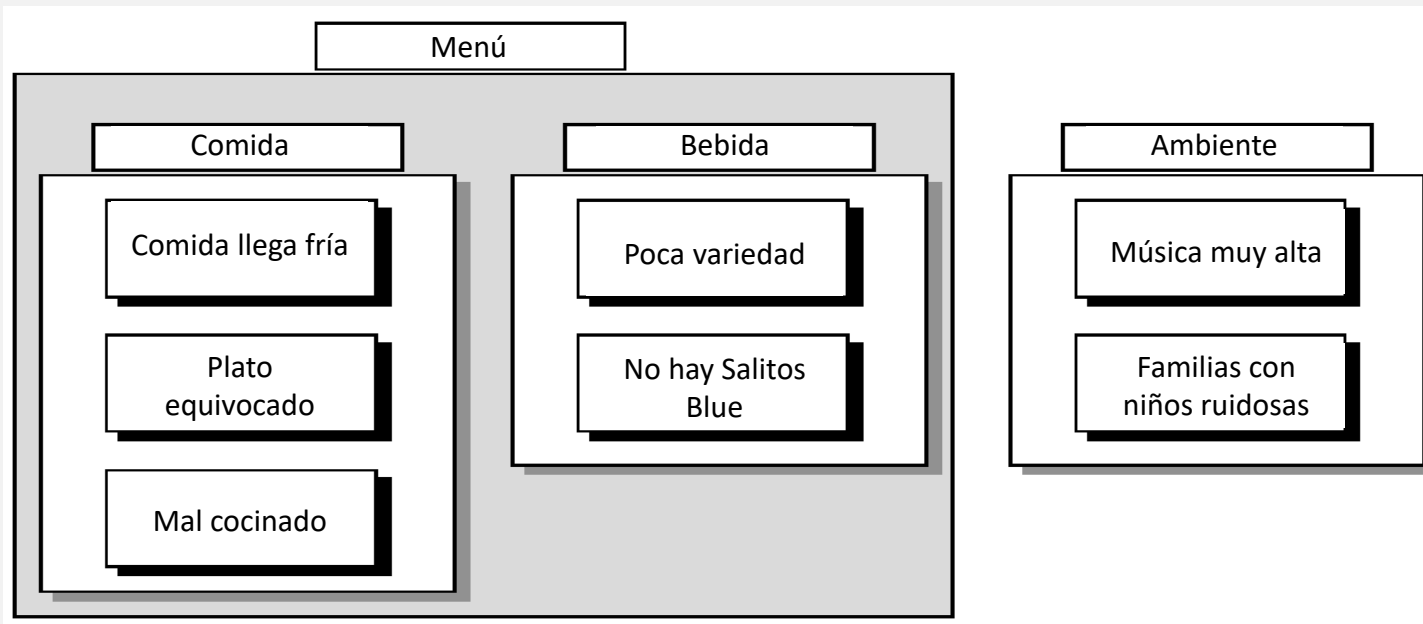 Menú
Comida
Comida llega fría
Plato
equivocado
Mal cocinado
Bebida
Poca variedad
No hay Salitos
Blue
Ambiente
Música muy alta
Familias con
niños ruidosas